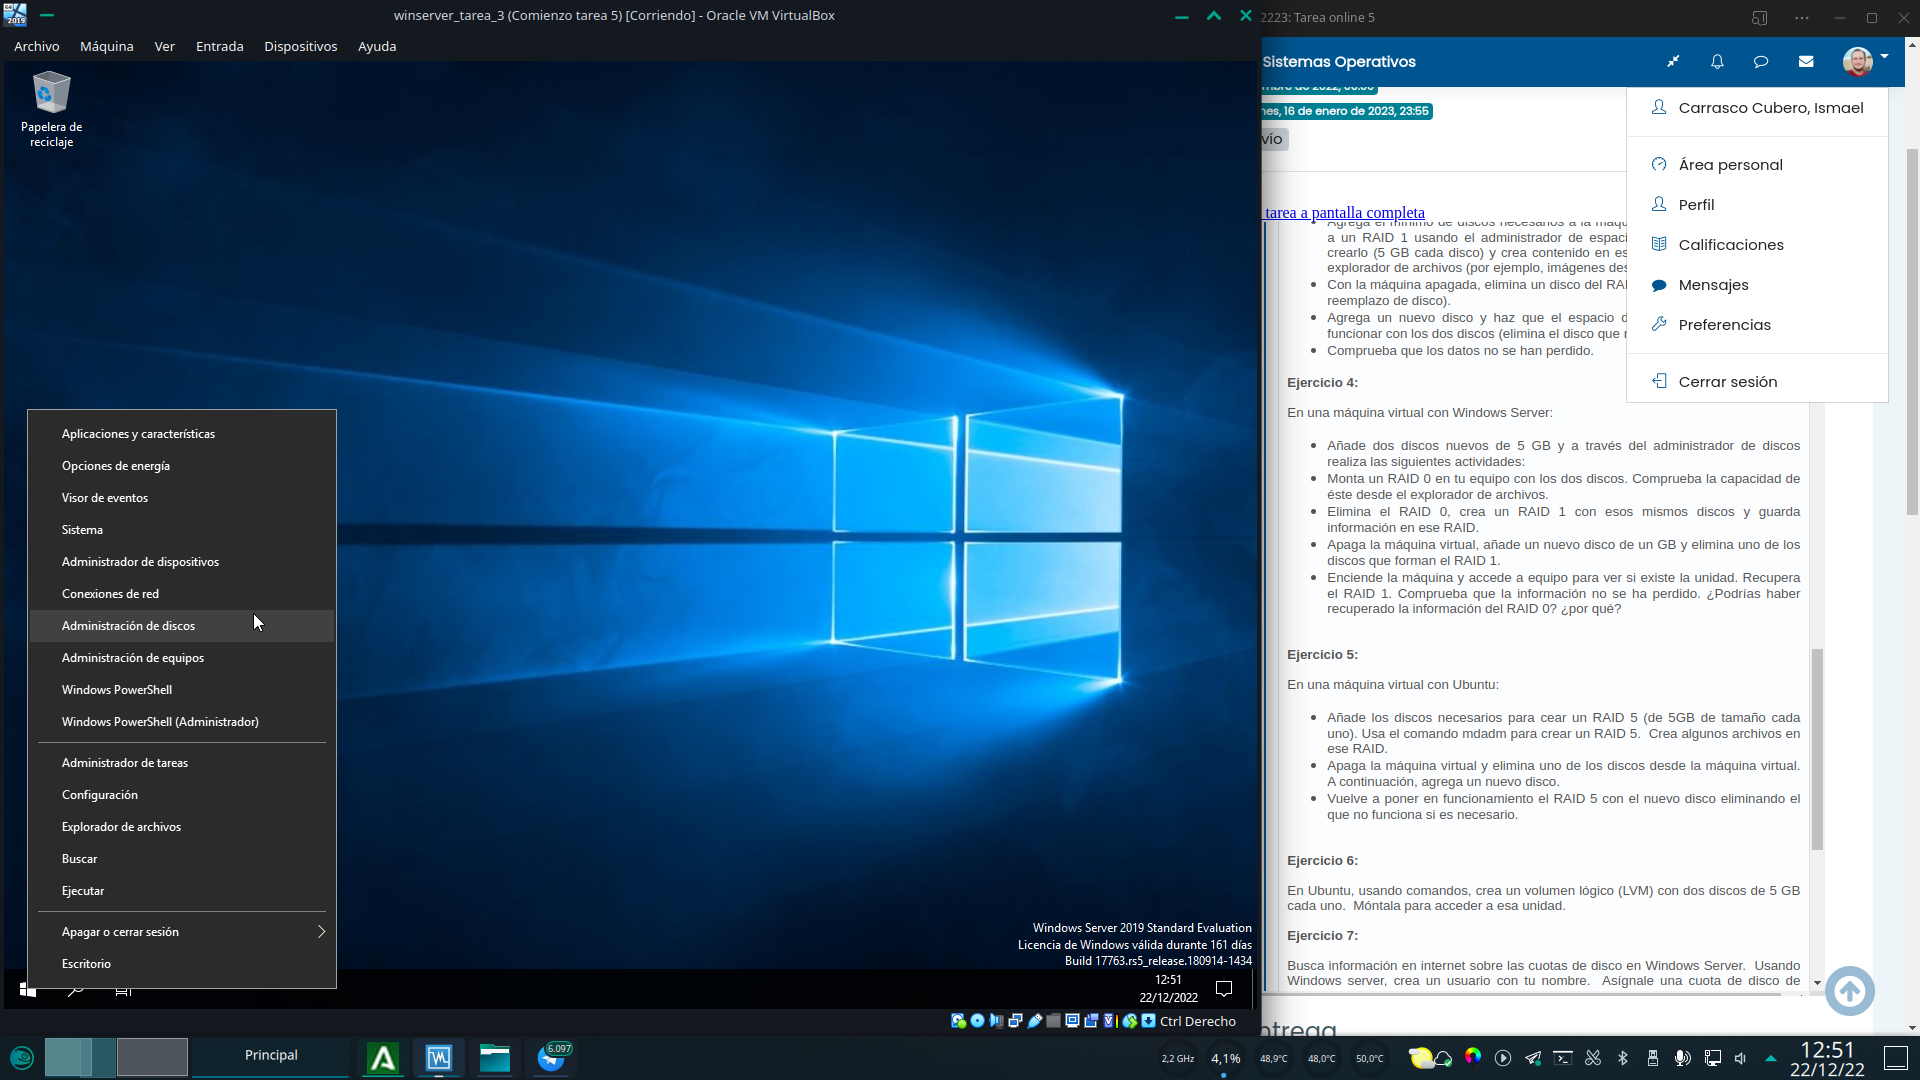 winserver_tarea_3 (Comienzo tarea 5) [Corriendo] - Oracle VM VirtualBox
Archivo Máquina Ver Entrada Dispositivos Ayuda
Papelera de
reciclaje
Aplicaciones y características
Opciones de energía
Visor de eventos
Sistema
Administrador de dispositivos
Conexiones de red
Administración de discos
Administración de equipos
Windows PowerShell
Windows PowerShell (Administrador)
Administrador de tareas
Configuración
Explorador de archivos
Buscar
Ejecutar
Apagar o cerrar sesión
Escritorio
Windows Server 2019 Standard Evaluation
Licencia de Windows válida durante 161 días
Build 17763.rs5_release.180914-1434
12:51
22/12/2022
Ctrl Derecho
2223: Tarea online 5
Sistemas Operativos
mbre de 2022, 00:00
nes, 16 de enero de 2023, 23:55
vío
Carrasco Cubero, Ismael
Área personal
Perfil
Calificaciones
Mensajes
Preferencias
Cerrar sesión
tarea a pantalla completa
Agrega el mínimo de discos necesarios a la máqu
a un RAID 1 usando el administrador de espaci
crearlo (5 GB cada disco) y crea contenido en es
explorador de archivos (por ejemplo, imágenes des
Con la máquina apagada, elimina un disco del RAI
reemplazo de disco).
Agrega un nuevo disco y haz que el espacio d
funcionar con los dos discos (elimina el disco que n
Comprueba que los datos no se han perdido.
Ejercicio 4:
En una máquina virtual con Windows Server:
Añade dos discos nuevos de 5 GB y a través del administrador de discos
realiza las siguientes actividades:
Monta un RAID 0 en tu equipo con los dos discos. Comprueba la capacidad de
éste desde el explorador de archivos.
Elimina el RAID 0, crea un RAID 1 con esos mismos discos y guarda
información en ese RAID.
Apaga la máquina virtual, añade un nuevo disco de un GB y elimina uno de los
discos que forman el RAID 1.
Enciende la máquina y accede a equipo para ver si existe la unidad. Recupera
el RAID 1. Comprueba que la información no se ha perdido. ¿Podrías haber
recuperado la información del RAID 0? ¿por qué?
Ejercicio 5:
En una máquina virtual con Ubuntu:
Añade los discos necesarios para cear un RAID 5 (de 5GB de tamaño cada
uno). Usa el comando mdadm para crear un RAID 5. Crea algunos archivos en
ese RAID.
Apaga la máquina virtual y elimina uno de los discos desde la máquina virtual.
A continuación, agrega un nuevo disco.
Vuelve a poner en funcionamiento el RAID 5 con el nuevo disco eliminando el
que no funciona si es necesario.
Ejercicio 6:
En Ubuntu, usando comandos, crea un volumen lógico (LVM) con dos discos de 5 GB
cada uno. Móntala para acceder a esa unidad.
Ejercicio 7:
Busca información en internet sobre las cuotas de disco en Windows Server. Usando
Windows server, crea un usuario con tu nombre. Asígnale una cuota de disco de
ntrega
Principal
6.097
2,2 GHz
4,1%
48,9°C
48,0°C
50,0°C
12:51
22/12/22